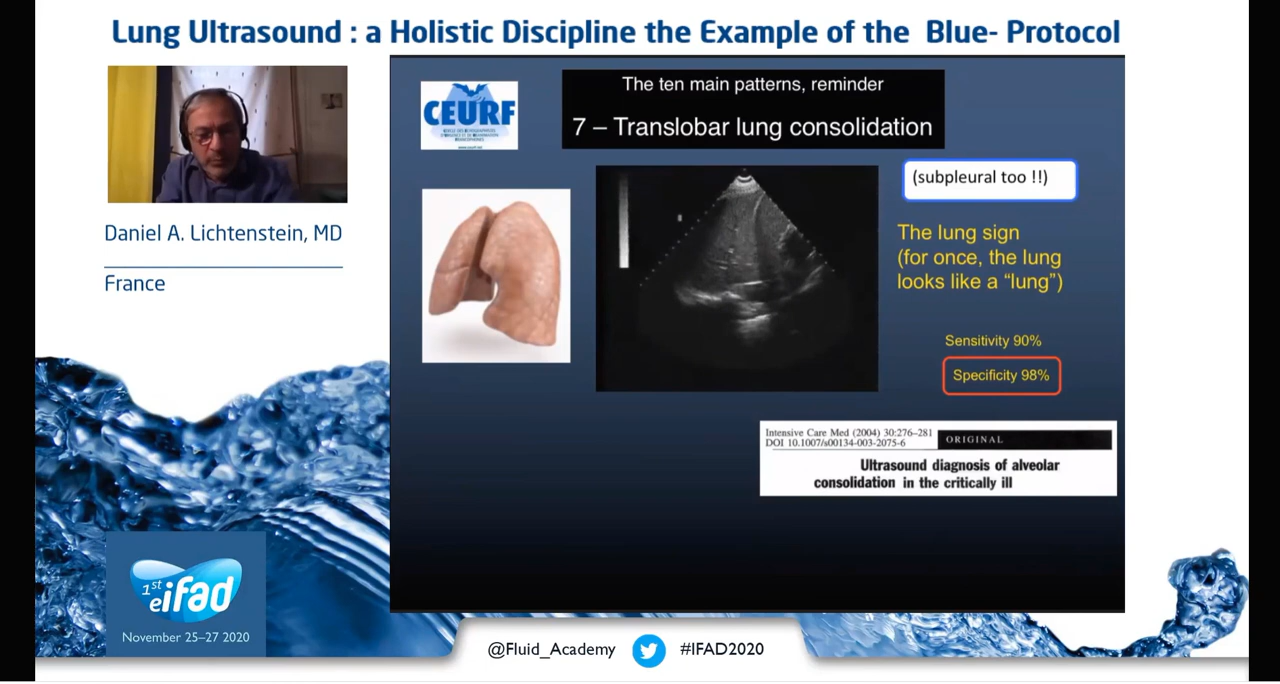 Lung Ultrasound : a Holistic Discipline the Example of the Blue- Protocol
Daniel A. Lichtenstein, MD
France
CEURF
The ten main patterns, reminder
7 – Translobar lung consolidation
(subpleural too !!)
The lung sign
(for once, the lung
looks like a “lung”)
Sensitivity 90%
Specificity 98%
Intensive Care Med (2004) 30:276–281
DOI 10.1007/s00134-003-2075-6
ORIGINAL
Ultrasound diagnosis of alveolar
consolidation in the critically ill
1st
eifad
November 25–27 2020
@Fluid_Academy
#IFAD2020